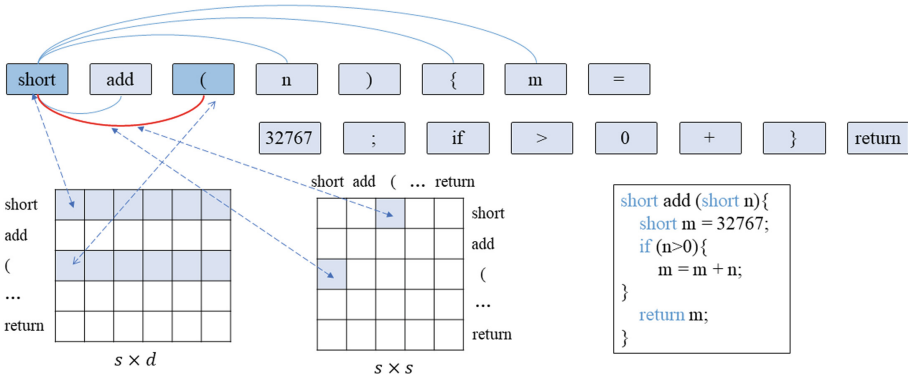 short add ( n ) { m =
32767 ; if > 0 + } return
short add ( ... return
short
add
(
...
return
s × d
short
add
(
...
return
s × s
short add (short n){
short m = 32767;
if (n>0){
m = m + n;
}
return m;
}